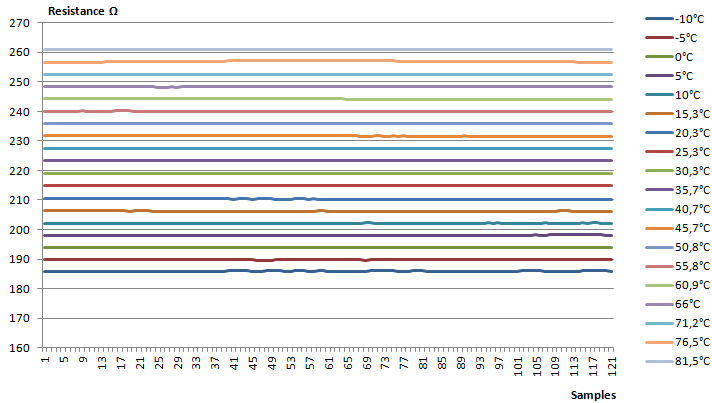 Resistance Ω
270
260
250
240
230
220
210
200
190
180
170
160
1 5 9 13 17 21 25 29 33 37 41 45 49 53 57 61 65 69 73 77 81 85 89 93 97 101 105 109 113 117 121
Samples
-10°C
-5°C
0°C
5°C
10°C
15,3°C
20,3°C
25,3°C
30,3°C
35,7°C
40,7°C
45,7°C
50,8°C
55,8°C
60,9°C
66°C
71,2°C
76,5°C
81,5°C